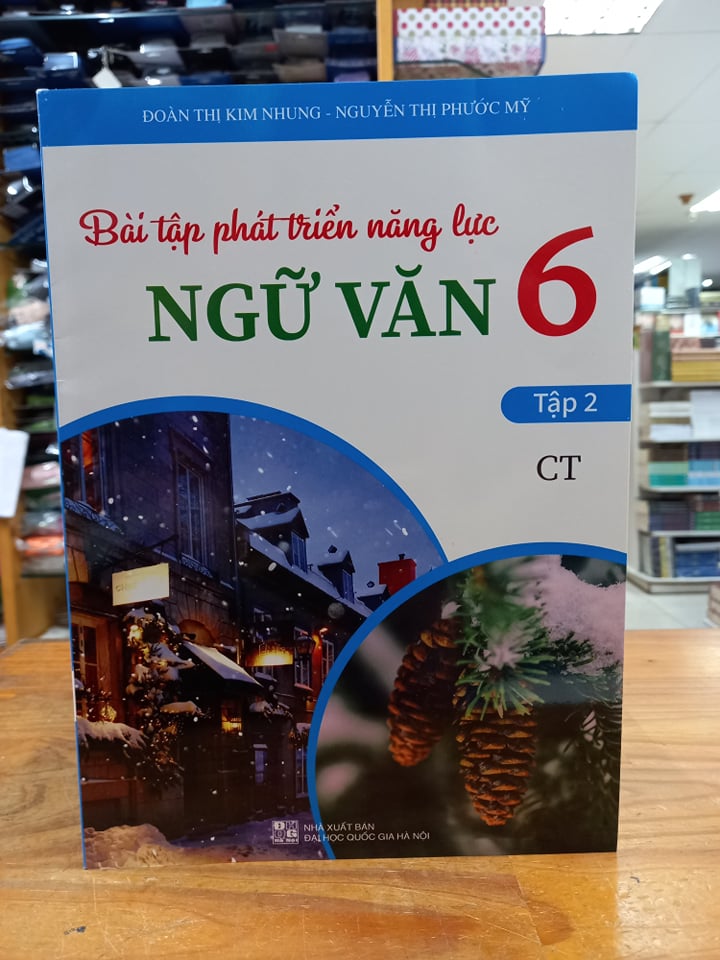 ĐOÀN THỊ KIM NHUNG - NGUYỄN THỊ PHƯỚC MỸ
Bài tập phát triển năng lực
NGỮ VĂN 6
Tập 2
CT
NHÀ XUẤT BẢN
ĐẠI HỌC QUỐC GIA HÀ NỘI